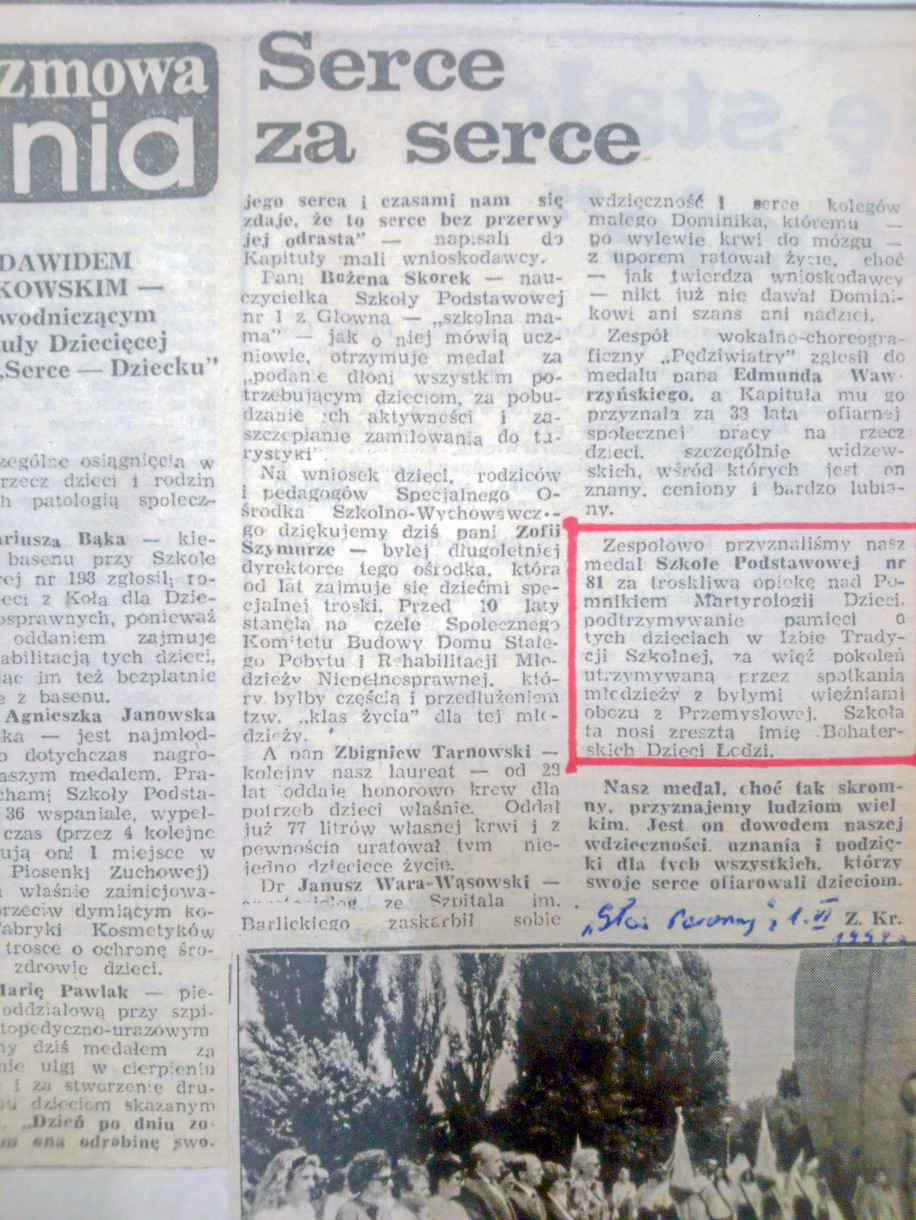 zmowa
nia
DAWIDEM
KOWSKIM —
wodniczącym
uły Dziecięcej
„Serce — Dziecku”
zególne osiągnięcia w
rzecz dzieci i rodzin
h patologią społecz-
riusza Bąka — kie-
basenu przy Szkole
ej nr 193 zgłosili ro-
eci z Koła dla Dzie-
osprawnych, ponieważ
oddaniem zajmuje
abilitacją tych dzieci,
jąc im też bezpłatnie
e z basenu.
Agnieszka Janowska
ka — jest najmłod-
dotychczas nagro-
aszym medalem. Pra-
chami Szkoły Podsta-
36 wspaniałe, wypeł-
czas (przez 4 kolejne
ują oni 1 miejsce w
Piosenki Zuchowej)
właśnie zainicjowa-
przeciw dymiącym ko-
abryki Kosmetyków
trosce o ochronę śro-
zdrowie dzieci.
Marię Pawlak — pie-
oddziałową przy szpi-
topedyczno-urazowym
my dziś medalem za
nie ulgi w cierpieniu
i za stworzenie dru-
u dzieciom skazanym
„Dzień po dniu zo-
m ona odrobinę swo-
Serce
za serce
jego serca i czasami nam się
zdaje, że to serce bez przerwy
jej odrasta” — napisali do
Kapituły mali wnioskodawcy.
Pani Bożena Skorek — nau-
czycielka Szkoły Podstawowej
nr 1 z Głowna — „szkolna ma-
ma” — jak o niej mówią ucz-
niowie, otrzymuje medal za
„podanie dłoni wszystkim po-
trzebującym dzieciom, za pobu-
dzanie ich aktywności i za-
szczepianie zamiłowania do tu-
rystyki”.
Na wniosek dzieci, rodziców
i pedagogów Specjalnego O-
środka Szkolno-Wychowawcz--
go dziękujemy dziś pani Zofii
Szymurze — byłej długoletniej
dyrektorce tego ośrodka, która
od lat zajmuje się dziećmi spe-
cjalnej troski. Przed 10 laty
stanęła na czele Społecznego
Komitetu Budowy Domu Stałe-
go Pobytu i Rehabilitacji Mło-
dzieży Niepełnosprawnej, któ-
ry byłby częścią i przedłużeniem
tzw. „klas życia” dla tej mło-
dzieży.
A pan Zbigniew Tarnowski —
kolejny nasz laureat — od 23
lat oddaje honorowo krew dla
potrzeb dzieci właśnie. Oddał
już 77 litrów własnej krwi i z
pewnością uratował tym nie-
jedno dziecięce życie.
Dr Janusz Wara-Wąsowski —
ze Szpitala im.
Barlickiego zaskarbił sobie
wdzięczność i serce kolegów
małego Dominika, któremu —
po wylewie krwi do mózgu —
z uporem ratował życie, choć
— jak twierdza wnioskodawcy
— nikt już nie dawał Domini-
kowi ani szans ani nadziei.
Zespół wokalno-choreogra-
ficzny „Pędziwiatry” zgłosił do
medalu pana Edmunda Waw-
rzyńskiego, a Kapituła mu go
przyznała za 33 lata ofiarnej
społecznej pracy na rzecz
dzieci, szczególnie widzew-
skich, wśród których jest on
znany, ceniony i bardzo lubia-
ny.
Zespołowo przyznaliśmy nasz
medal Szkole Podstawowej nr
81 za troskliwą opiekę nad Po-
mnikiem Martyrologii Dzieci,
podtrzymywanie pamięci o
tych dzieciach w Izbie Trady-
cji Szkolnej, za więź pokoleń
utrzymywaną przez spotkania
młodzieży z byłymi więźniami
obozu z Przemysłowej. Szkoła
ta nosi zresztą imię Bohater-
skich Dzieci Łodzi.
Nasz medal, choć tak skrom-
ny, przyznajemy ludziom wiel
kim. Jest on dowodem naszej
wdzięczności, uznania i podzię-
ki dla tych wszystkich, którzy
swoje serce ofiarowali dzieciom.
„Głos Poranny”, 1. VI Z. Kr.